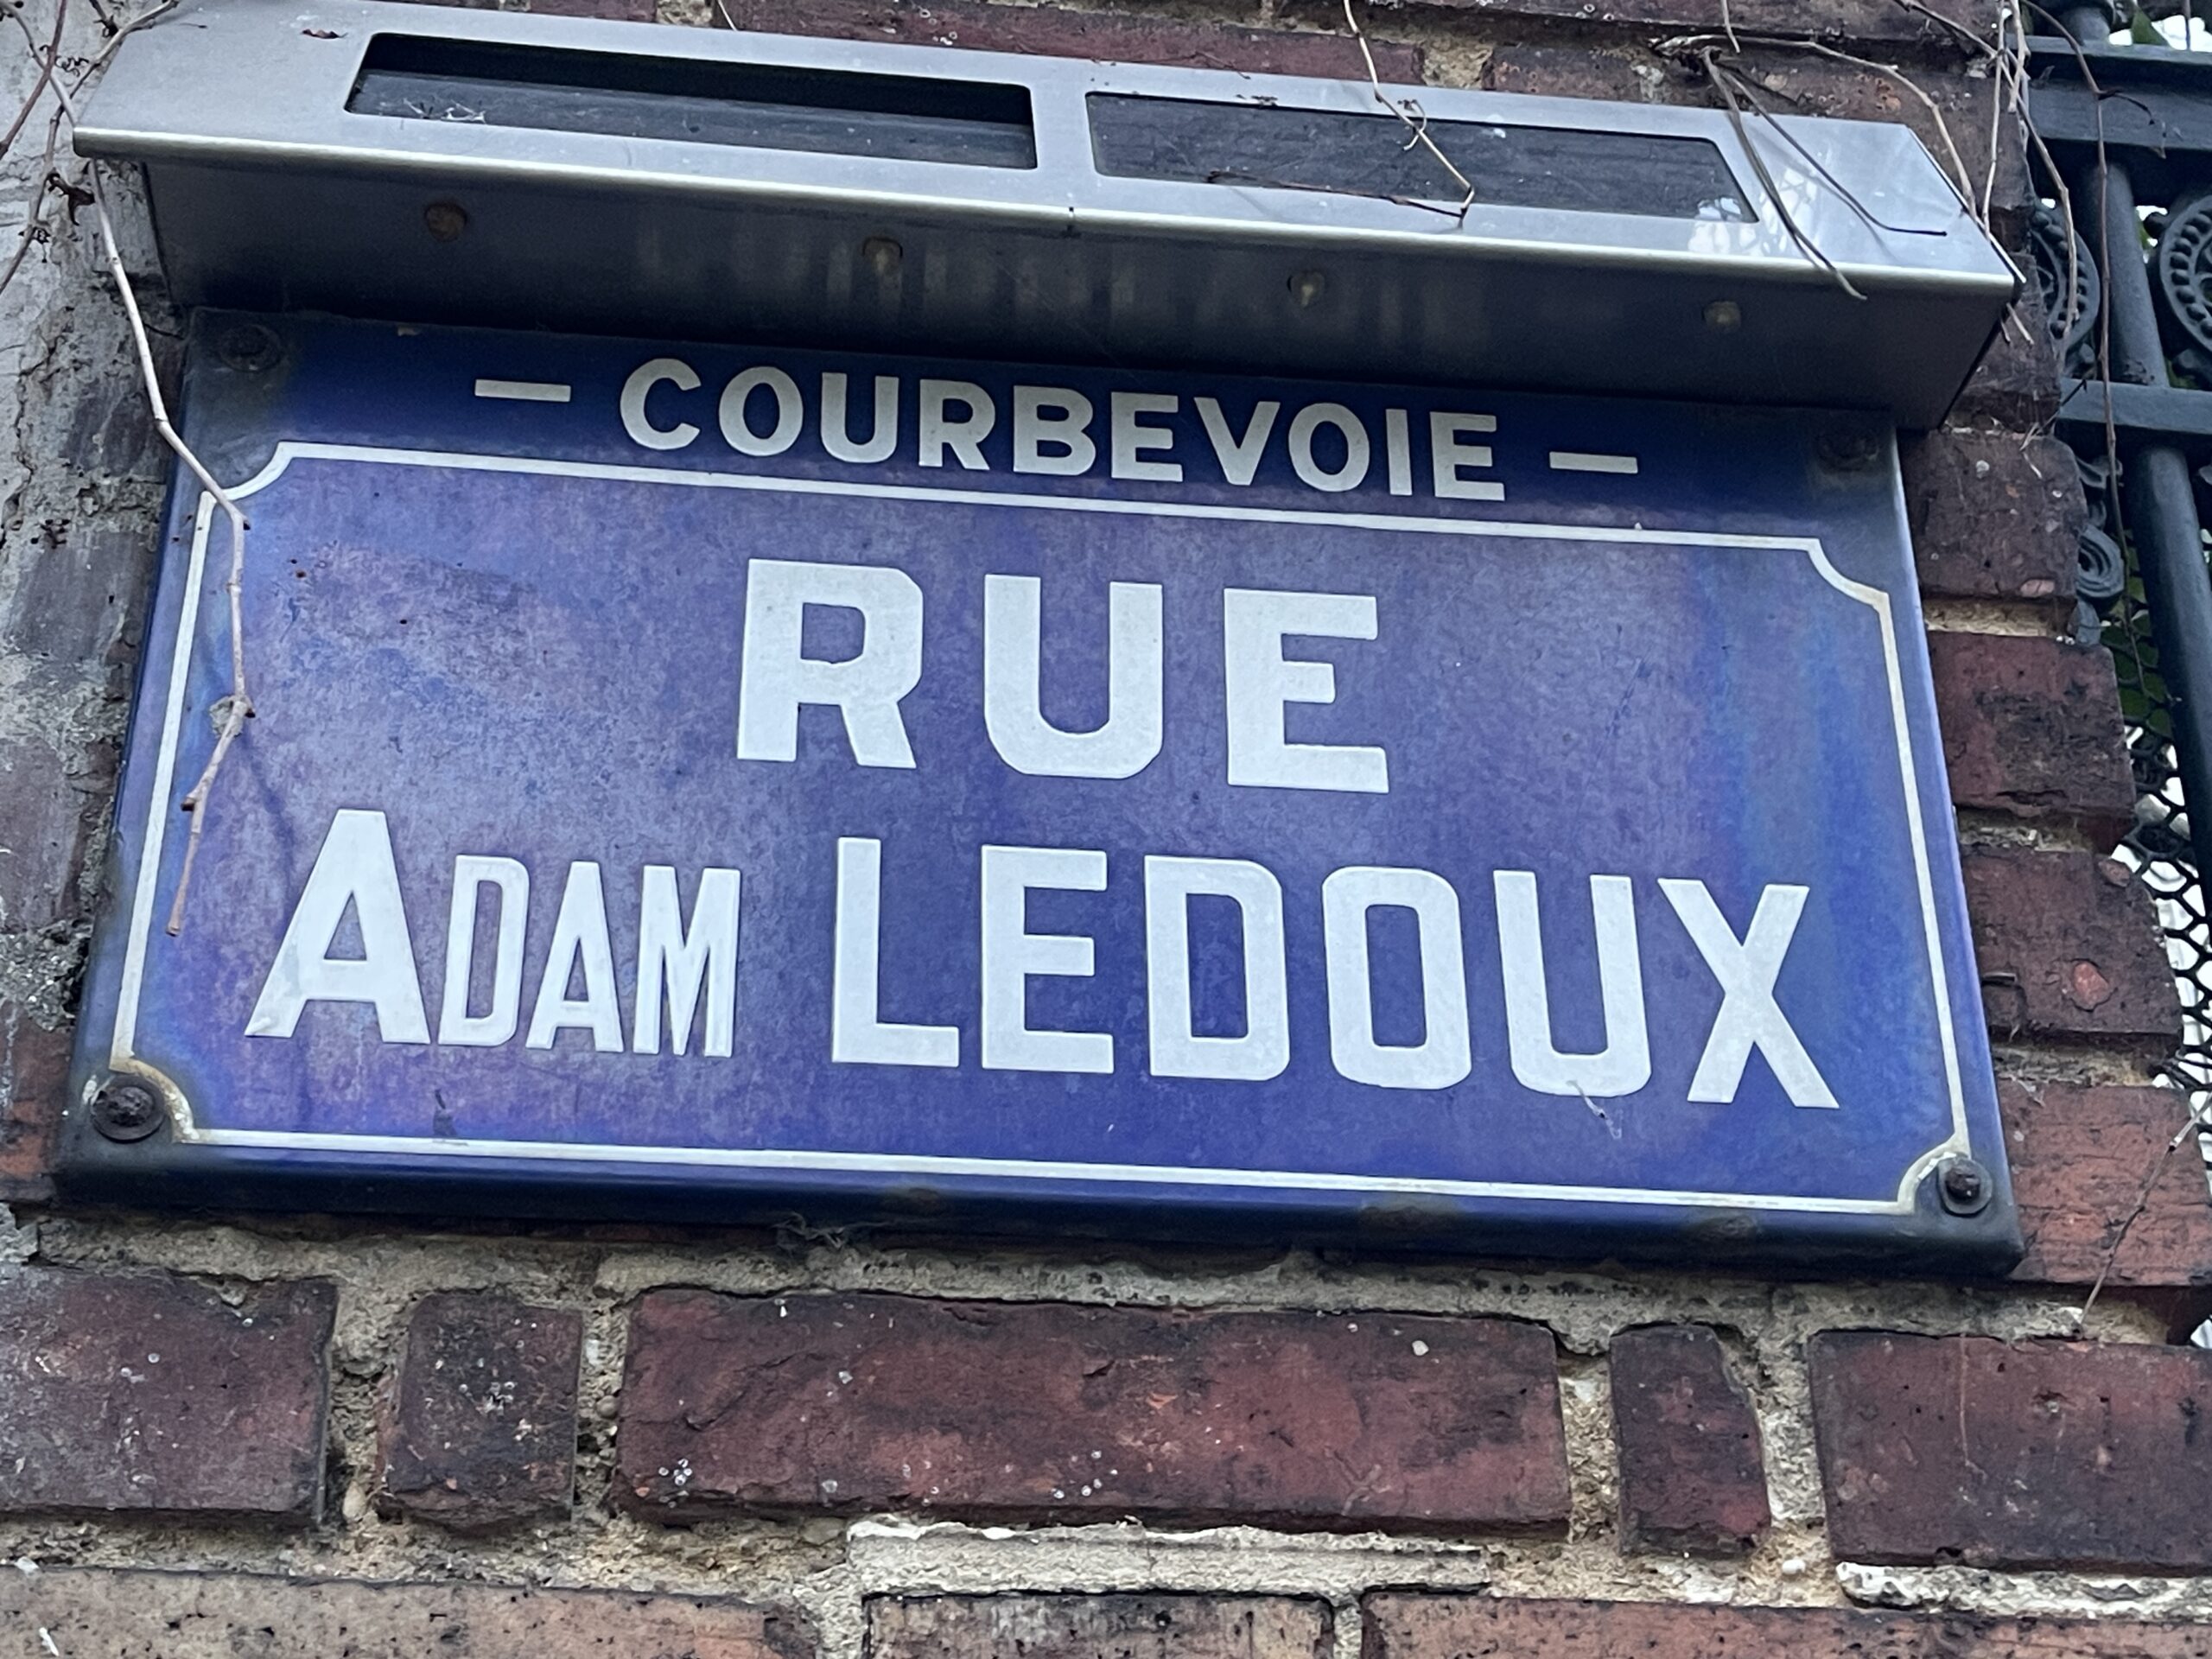 — COURBEVOIE —
RUE
ADAM LEDOUX